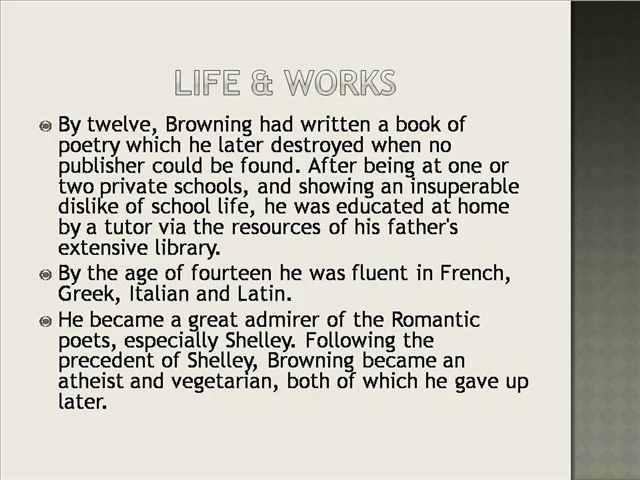 LIFE & WORKS
By twelve, Browning had written a book of
poetry which he later destroyed when no
publisher could be found. After being at one or
two private schools, and showing an insuperable
dislike of school life, he was educated at home
by a tutor via the resources of his father's
extensive library.
By the age of fourteen he was fluent in French,
Greek, Italian and Latin.
He became a great admirer of the Romantic
poets, especially Shelley. Following the
precedent of Shelley, Browning became an
atheist and vegetarian, both of which he gave up
later.